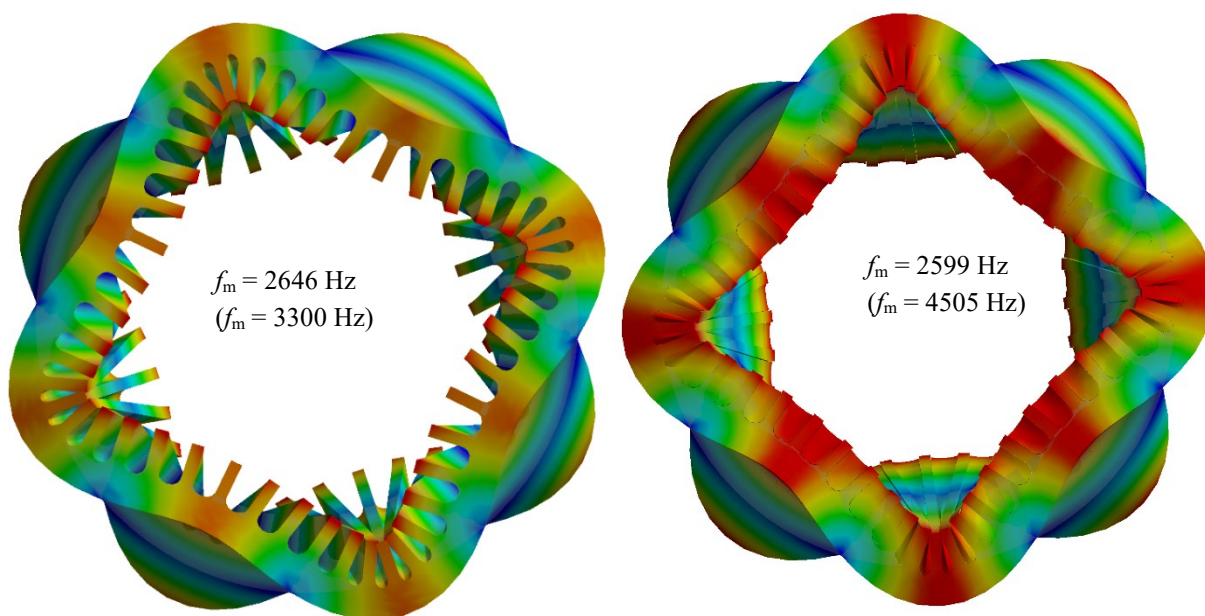 fm = 2646 Hz
(fm = 3300 Hz)
fm = 2599 Hz
(fm = 4505 Hz)